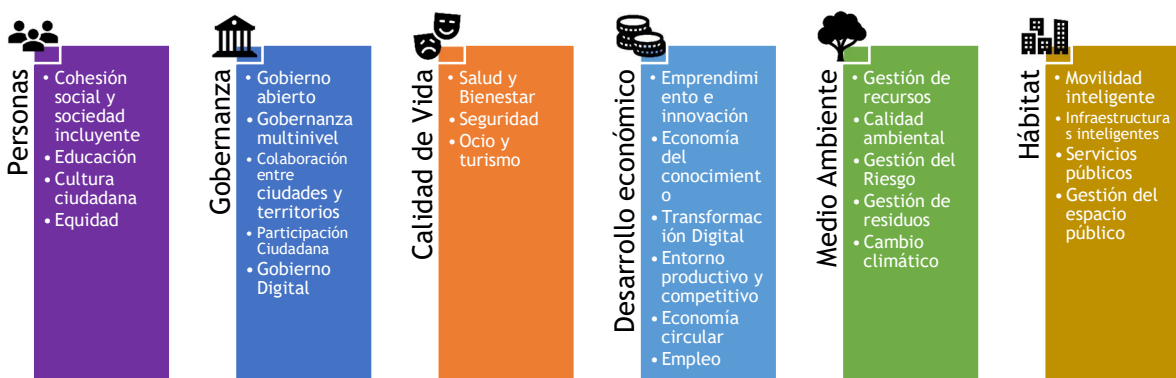 Personas
• Cohesión
social y
sociedad
incluyente
• Educación
• Cultura
ciudadana
• Equidad
Gobernanza
• Gobierno
abierto
• Gobernanza
multinivel
• Colaboración
entre
ciudades y
territorios
• Participación
Ciudadana
• Gobierno
Digital
Calidad de Vida
• Salud y
Bienestar
• Seguridad
• Ocio y
turismo
Desarrollo económico
• Emprendimi
ento e
innovación
• Economía
del
conocimient
o
• Transformac
ión Digital
• Entorno
productivo y
competitivo
• Economía
circular
• Empleo
Medio Ambiente
• Gestión de
recursos
• Calidad
ambiental
• Gestión del
Riesgo
• Gestión de
residuos
• Cambio
climático
Hábitat
• Movilidad
inteligente
• Infraestructura
s inteligentes
• Servicios
públicos
• Gestión del
espacio
público